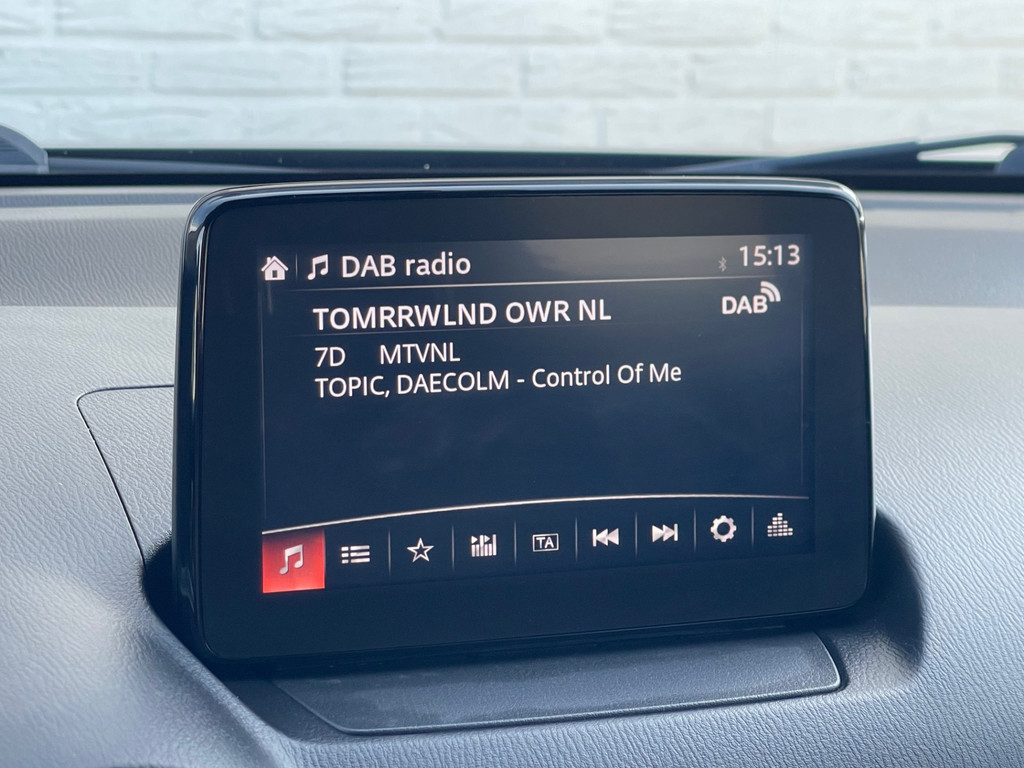 DAB radio 15:13
TOMRRWLND OWR NL DAB
7D MTVNL
TOPIC, DAECOLM - Control Of Me
TA